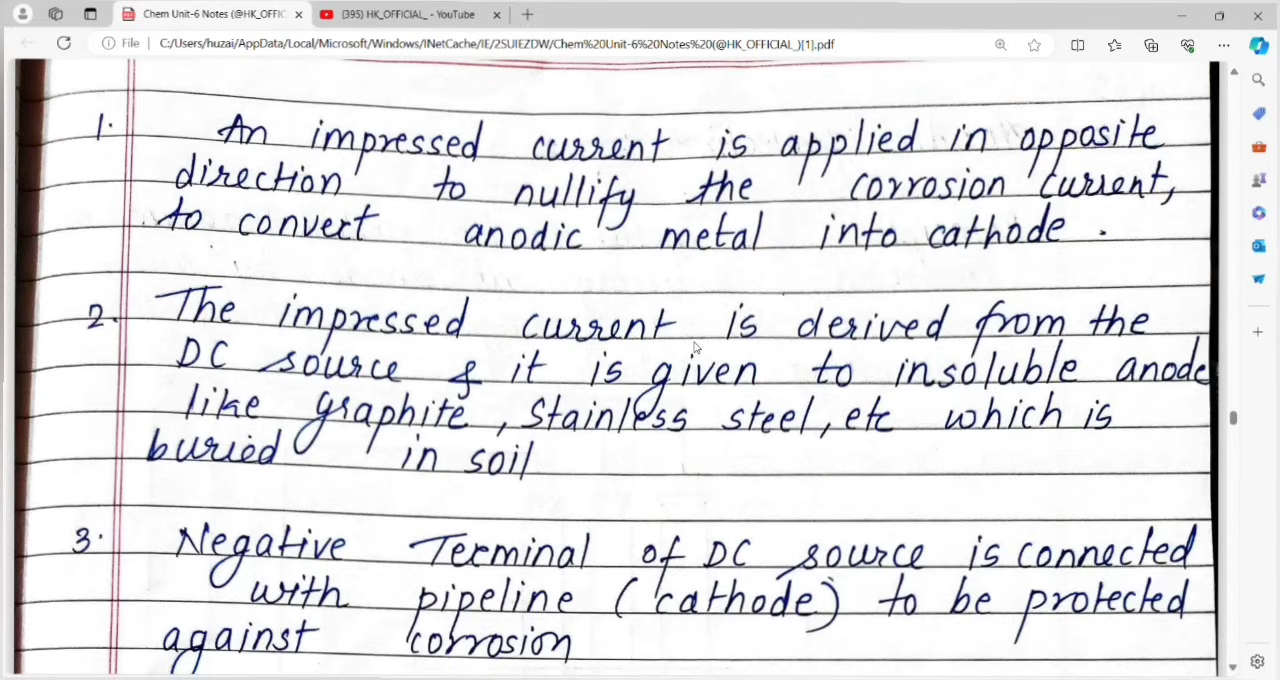 Chem Unit-6 Notes (@HK_OFFIC
(395) HK_OFFICIAL_ - YouTube
File | C:/Users/huzai/AppData/Local/Microsoft/Windows/INetCache/IE/2SUIEZDW/Chem%20Unit-6%20Notes%20(@HK_OFFICIAL_)[1].pdf
1. An impressed current is applied in opposite
direction to nullify the corrosion current,
to convert anodic metal into cathode.
2. The impressed current is derived from the
DC source & it is given to insoluble anode
like graphite, stainless steel, etc which is
buried in soil
3. Negative Terminal of DC source is connected
with pipeline (cathode) to be protected
against corrosion